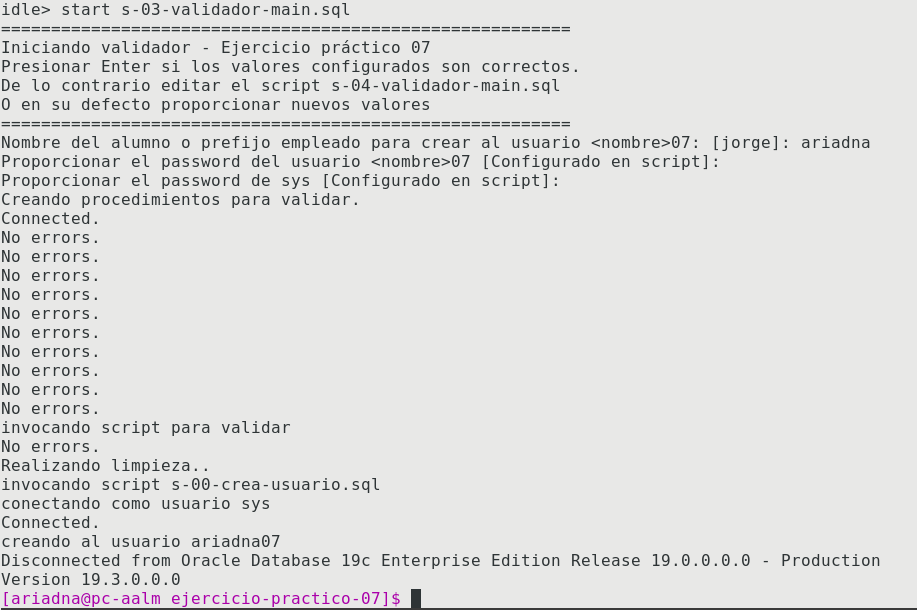 idle> start s-03-validador-main.sql
=========================================================
Iniciando validador - Ejercicio práctico 07
Presionar Enter si los valores configurados son correctos.
De lo contrario editar el script s-04-validador-main.sql
O en su defecto proporcionar nuevos valores
=========================================================
Nombre del alumno o prefijo empleado para crear al usuario <nombre>07: [jorge]: ariadna
Proporcionar el password del usuario <nombre>07 [Configurado en script]:
Proporcionar el password de sys [Configurado en script]:
Creando procedimientos para validar.
Connected.
No errors.
No errors.
No errors.
No errors.
No errors.
No errors.
No errors.
No errors.
No errors.
No errors.
invocando script para validar
No errors.
Realizando limpieza..
invocando script s-00-crea-usuario.sql
conectando como usuario sys
Connected.
creando al usuario ariadna07
Disconnected from Oracle Database 19c Enterprise Edition Release 19.0.0.0.0 - Production
Version 19.3.0.0.0
[ariadna@pc-aalm ejercicio-practico-07]$